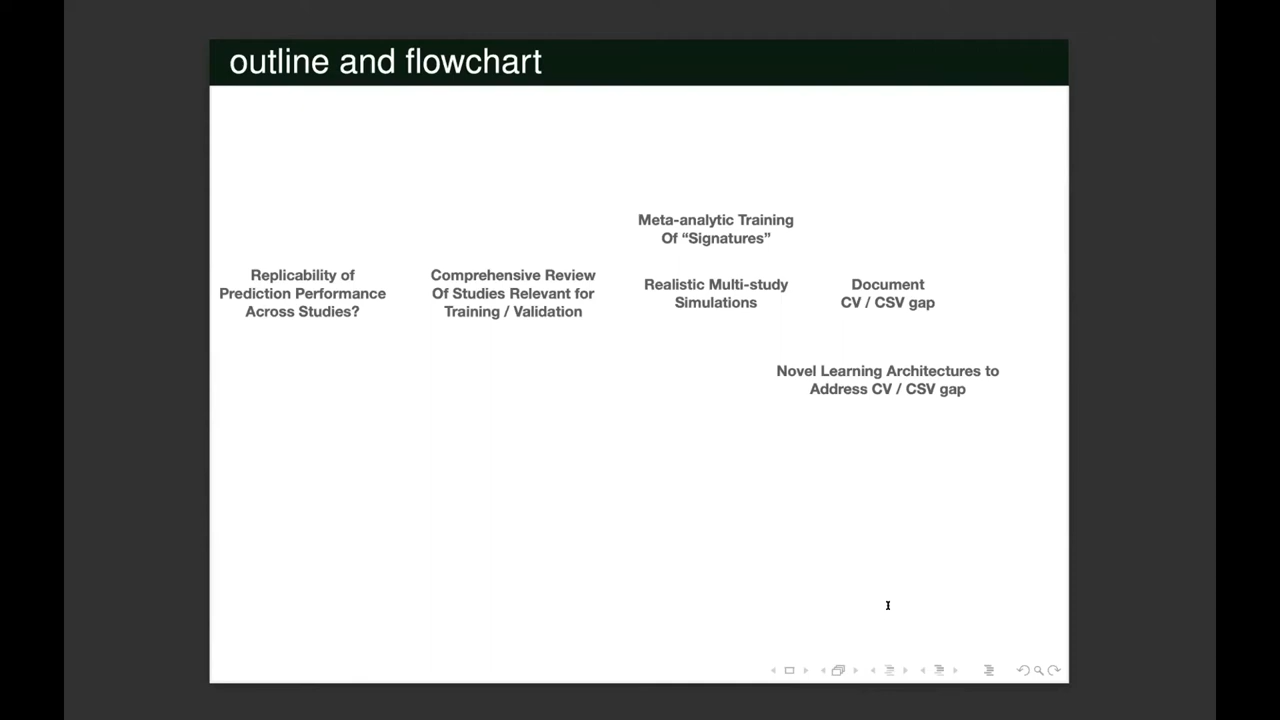 outline and flowchart
Replicability of
Prediction Performance
Across Studies?
Comprehensive Review
Of Studies Relevant for
Training / Validation
Meta-analytic Training
Of “Signatures”
Realistic Multi-study
Simulations
Document
CV / CSV gap
Novel Learning Architectures to
Address CV / CSV gap